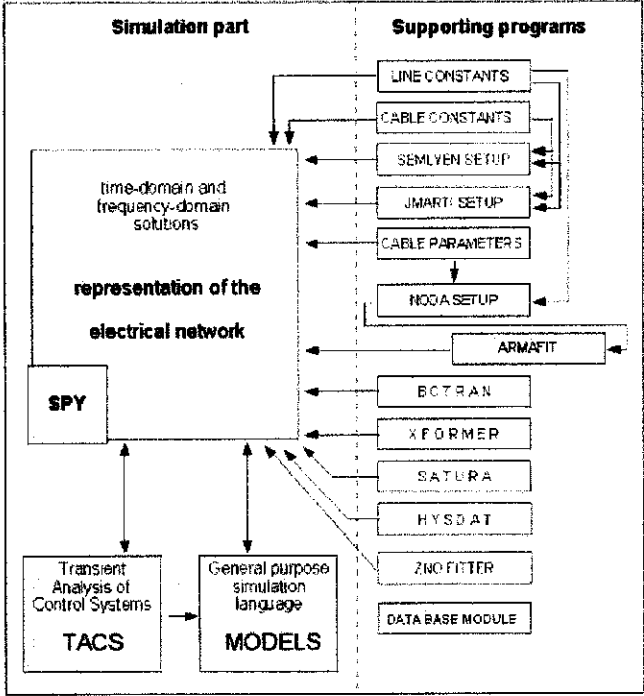 Simulation part
Supporting programs
LINE CONSTANTS
CABLE CONSTANTS
SEMLYEN SETUP
JMARTI SETUP
CABLE PARAMETERS
NODA SETUP
ARMAFIT
BCTRAN
XFORMER
SATURA
HYSDAT
ZNO FITTER
DATA BASE MODULE
time-domain and
frequency-domain
solutions
representation of the
electrical network
SPY
Transient
Analysis of
Control Systems
TACS
General purpose
simulation
language
MODELS